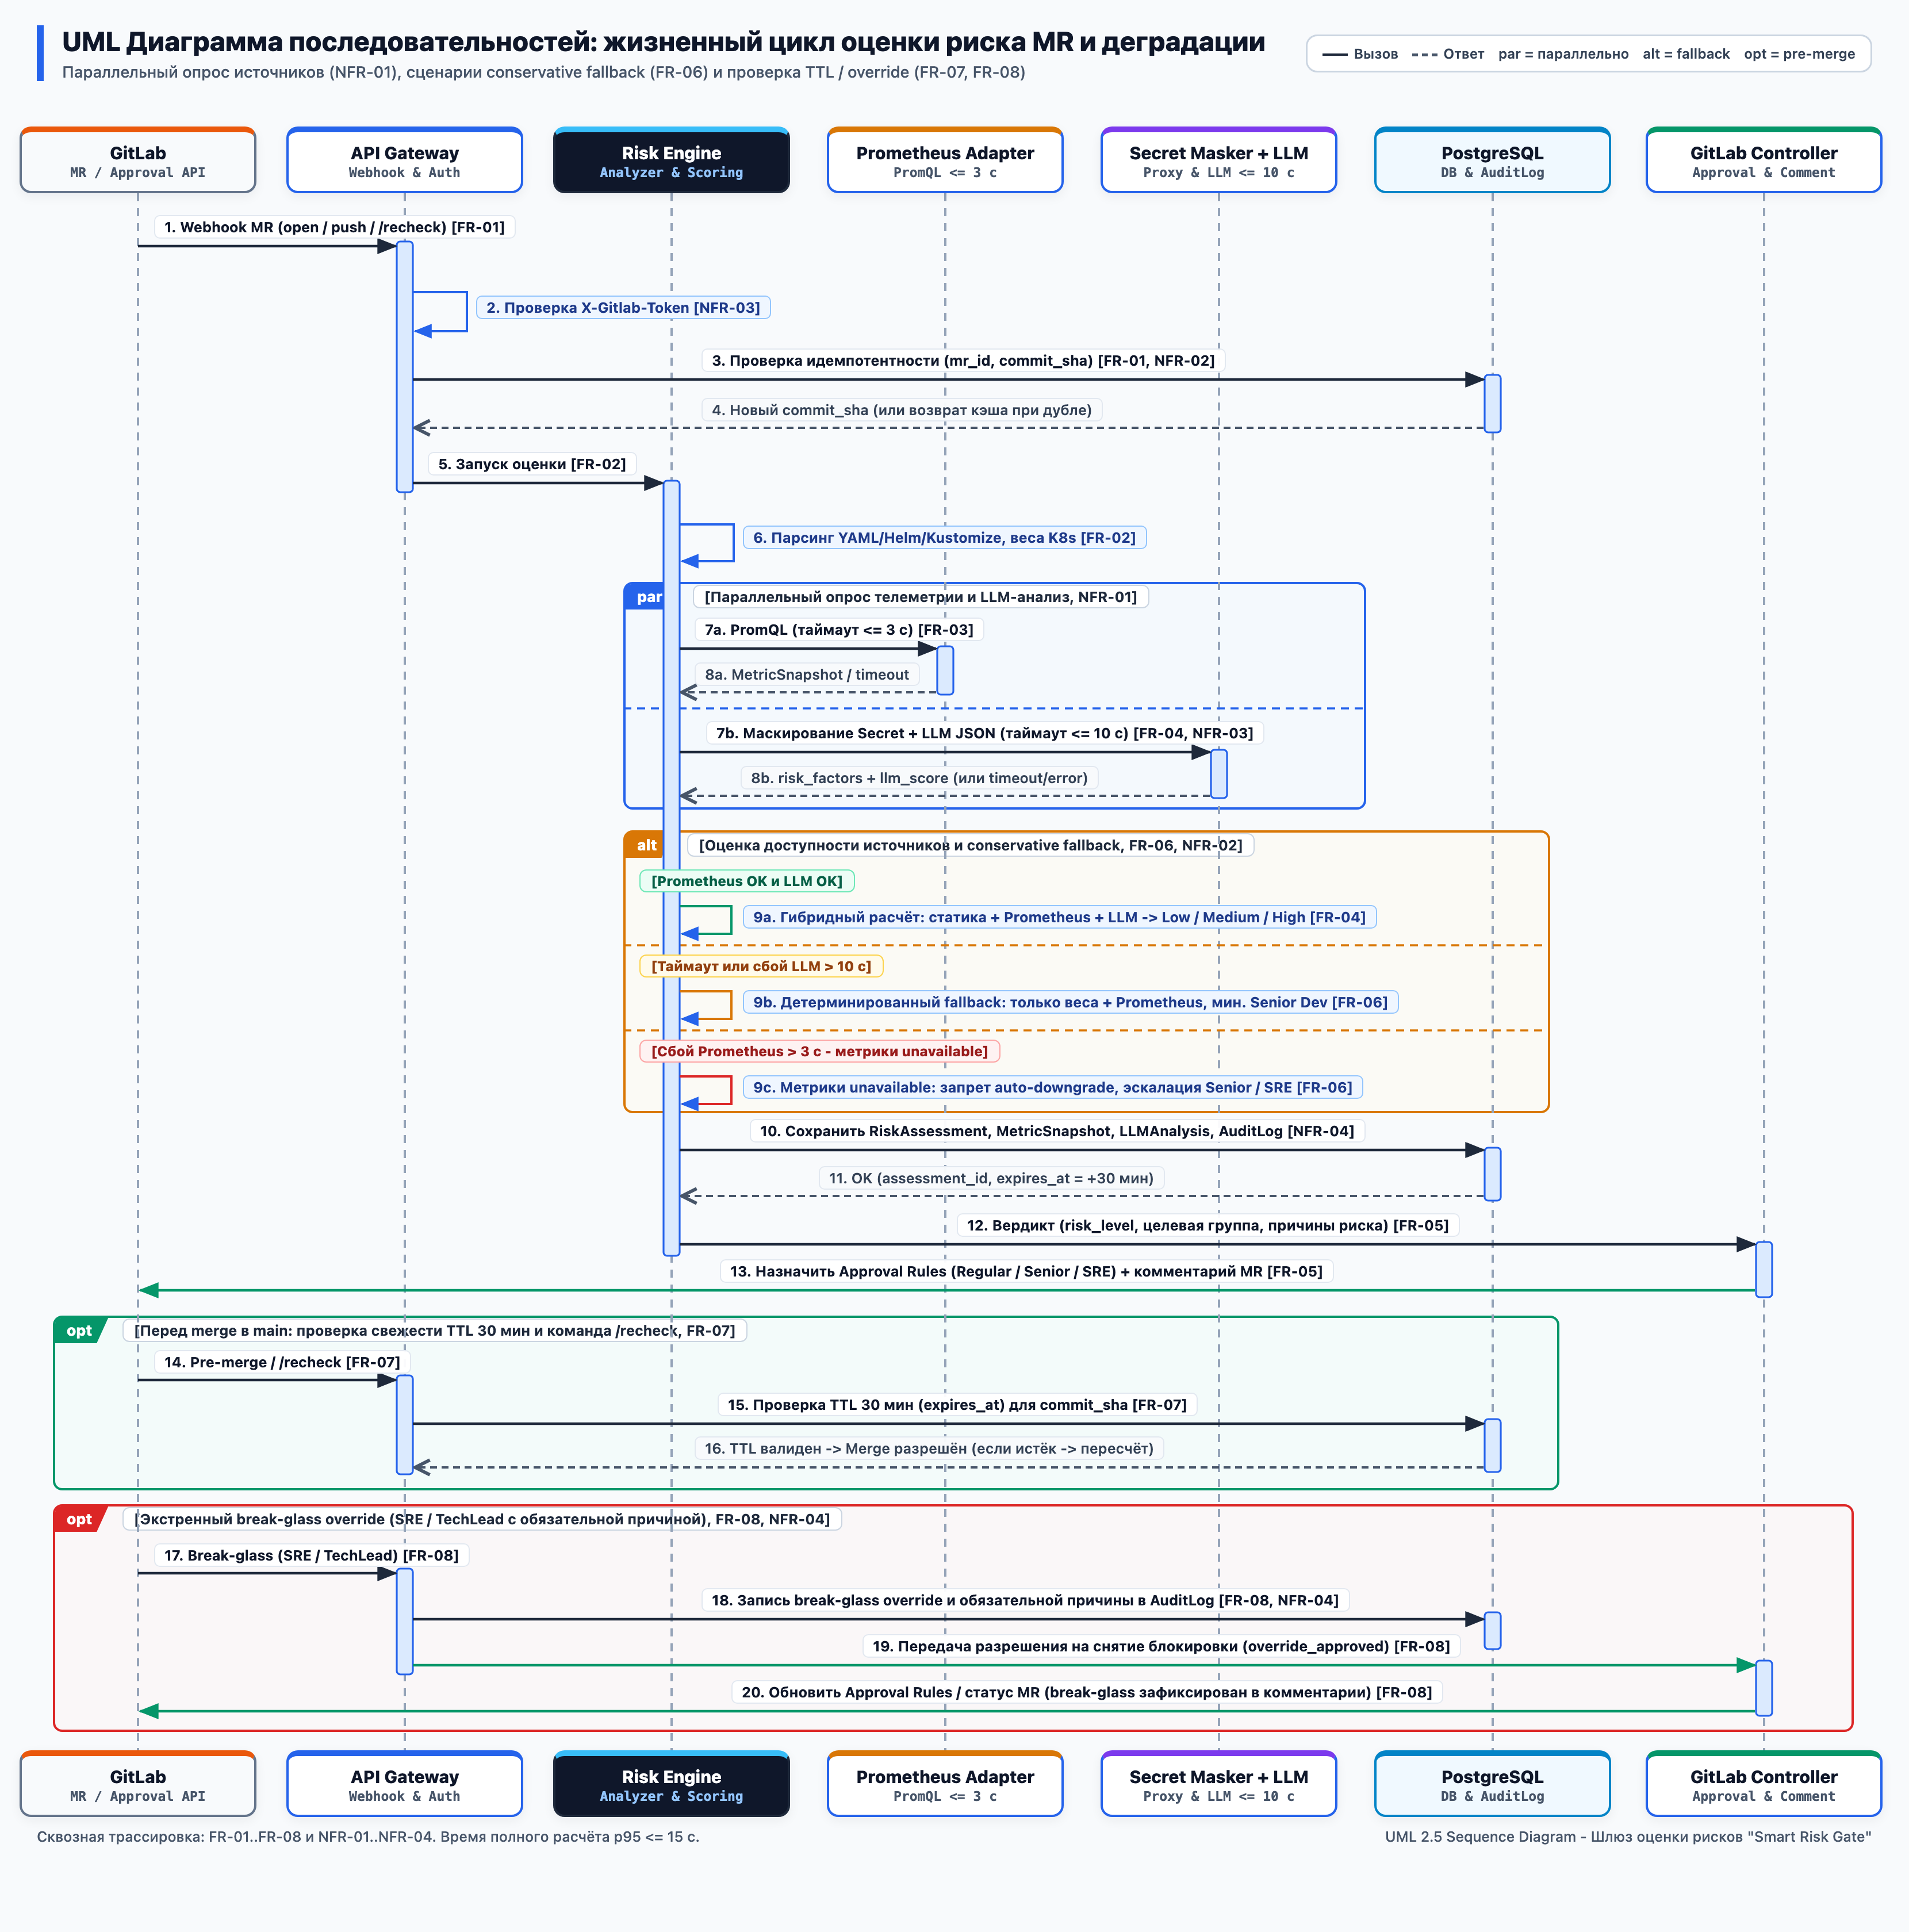 UML Диаграмма последовательностей: жизненный цикл оценки риска MR и деградации
Параллельный опрос источников (NFR-01), сценарии conservative fallback (FR-06) и проверка TTL / override (FR-07, FR-08)
Вызов Ответ par = параллельно alt = fallback opt = pre-merge
GitLab
MR / Approval API
API Gateway
Webhook & Auth
Risk Engine
Analyzer & Scoring
Prometheus Adapter
PromQL <= 3 с
Secret Masker + LLM
Proxy & LLM <= 10 с
PostgreSQL
DB & AuditLog
GitLab Controller
Approval & Comment
1. Webhook MR (open / push / /recheck) [FR-01]
2. Проверка X-Gitlab-Token [NFR-03]
3. Проверка идемпотентности (mr_id, commit_sha) [FR-01, NFR-02]
4. Новый commit_sha (или возврат кэша при дубле)
5. Запуск оценки [FR-02]
6. Парсинг YAML/Helm/Kustomize, веса K8s [FR-02]
par
[Параллельный опрос телеметрии и LLM-анализ, NFR-01]
7a. PromQL (таймаут <= 3 с) [FR-03]
8a. MetricSnapshot / timeout
7b. Маскирование Secret + LLM JSON (таймаут <= 10 с) [FR-04, NFR-03]
8b. risk_factors + llm_score (или timeout/error)
alt
[Оценка доступности источников и conservative fallback, FR-06, NFR-02]
[Prometheus OK и LLM OK]
9a. Гибридный расчёт: статика + Prometheus + LLM -> Low / Medium / High [FR-04]
[Таймаут или сбой LLM > 10 с]
9b. Детерминированный fallback: только веса + Prometheus, мин. Senior Dev [FR-06]
[Сбой Prometheus > 3 с - метрики unavailable]
9c. Метрики unavailable: запрет auto-downgrade, эскалация Senior / SRE [FR-06]
10. Сохранить RiskAssessment, MetricSnapshot, LLMAnalysis, AuditLog [NFR-04]
11. OK (assessment_id, expires_at = +30 мин)
12. Вердикт (risk_level, целевая группа, причины риска) [FR-05]
13. Назначить Approval Rules (Regular / Senior / SRE) + комментарий MR [FR-05]
opt
[Перед merge в main: проверка свежести TTL 30 мин и команда /recheck, FR-07]
14. Pre-merge / /recheck [FR-07]
15. Проверка TTL 30 мин (expires_at) для commit_sha [FR-07]
16. TTL валиден -> Merge разрешён (если истёк -> пересчёт)
opt
[Экстренный break-glass override (SRE / TechLead с обязательной причиной), FR-08, NFR-04]
17. Break-glass (SRE / TechLead) [FR-08]
18. Запись break-glass override и обязательной причины в AuditLog [FR-08, NFR-04]
19. Передача разрешения на снятие блокировки (override_approved) [FR-08]
20. Обновить Approval Rules / статус MR (break-glass зафиксирован в комментарии) [FR-08]
GitLab
MR / Approval API
API Gateway
Webhook & Auth
Risk Engine
Analyzer & Scoring
Prometheus Adapter
PromQL <= 3 с
Secret Masker + LLM
Proxy & LLM <= 10 с
PostgreSQL
DB & AuditLog
GitLab Controller
Approval & Comment
Сквозная трассировка: FR-01..FR-08 и NFR-01..NFR-04. Время полного расчёта p95 <= 15 с.
UML 2.5 Sequence Diagram - Шлюз оценки рисков "Smart Risk Gate"